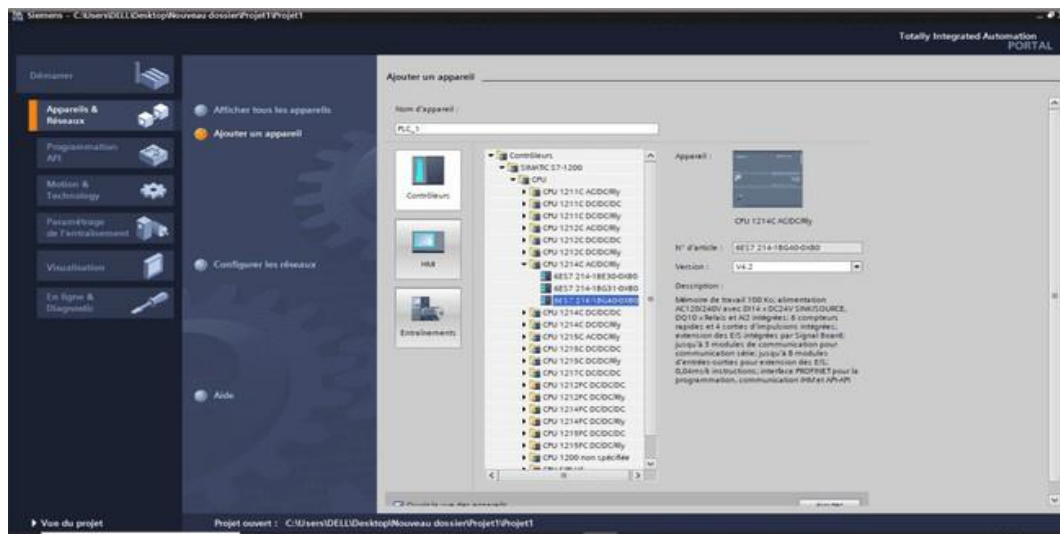 Siemens - C:\Users\DELL\Desktop\Nouveau dossier\Projet1\Projet1
Totally Integrated Automation
PORTAL
Démarrer
Appareils &
Réseaux
Programmation
API
Motion &
Technology
Paramétrage
de l'entraînement
Visualisation
En ligne &
Diagnostic
Afficher tous les appareils
Ajouter un appareil
Configurer les réseaux
Aide
Ajouter un appareil
Nom d'appareil :
PLC_1
Contrôleurs
HMI
Entraînements
Contrôleurs
SIMATIC S7-1200
CPU
CPU 1211C AC/DC/Rly
CPU 1211C DC/DC/DC
CPU 1211C DC/DC/Rly
CPU 1212C AC/DC/Rly
CPU 1212C DC/DC/DC
CPU 1212C DC/DC/Rly
CPU 1214C AC/DC/Rly
6ES7 214-1BE30-0XB0
6ES7 214-1BG31-0XB0
6ES7 214-1BG40-0XB0
CPU 1214C DC/DC/DC
CPU 1214C DC/DC/Rly
CPU 1215C AC/DC/Rly
CPU 1215C DC/DC/DC
CPU 1215C DC/DC/Rly
CPU 1217C DC/DC/DC
CPU 1212FC DC/DC/DC
CPU 1212FC DC/DC/Rly
CPU 1214FC DC/DC/DC
CPU 1214FC DC/DC/Rly
CPU 1215FC DC/DC/DC
CPU 1215FC DC/DC/Rly
CPU 1200 non spécifiée
Appareil :
CPU 1214C AC/DC/Rly
N° d'article :
6ES7 214-1BG40-0XB0
Version :
V4.2
Description :
Mémoire de travail 100 Ko; alimentation
AC120/240V avec DI14 x DC24V SINK/SOURCE,
DQ10 x Relais et AI2 intégrées; 6 compteurs
rapides et 4 sorties d'impulsions intégrées;
extension des E/S intégrées par Signal Board;
jusqu'à 3 modules de communication pour
communication série; jusqu'à 8 modules
d'entrées-sorties pour extension des E/S;
0,04ms/k instructions; interface PROFINET pour la
programmation, communication IHM et API-API
Vue du projet
Projet ouvert : C:\Users\DELL\Desktop\Nouveau dossier\Projet1\Projet1